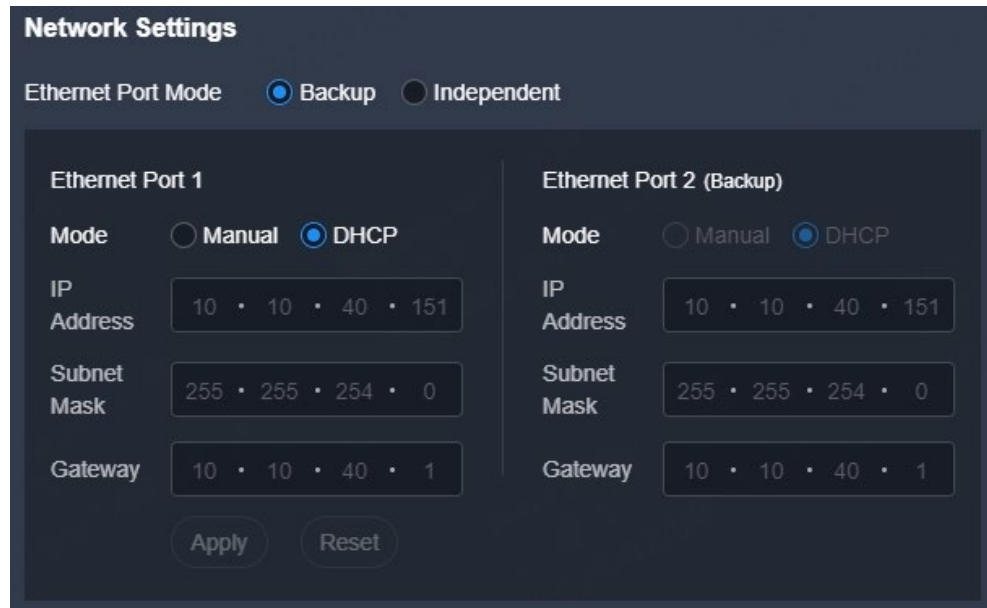 Network Settings
Ethernet Port Mode Backup Independent
Ethernet Port 1
Mode Manual DHCP
IP
Address
10 • 10 • 40 • 151
Subnet
Mask
255 • 255 • 254 • 0
Gateway 10 • 10 • 40 • 1
Apply Reset
Ethernet Port 2 (Backup)
Mode Manual DHCP
IP
Address
10 • 10 • 40 • 151
Subnet
Mask
255 • 255 • 254 • 0
Gateway 10 • 10 • 40 • 1